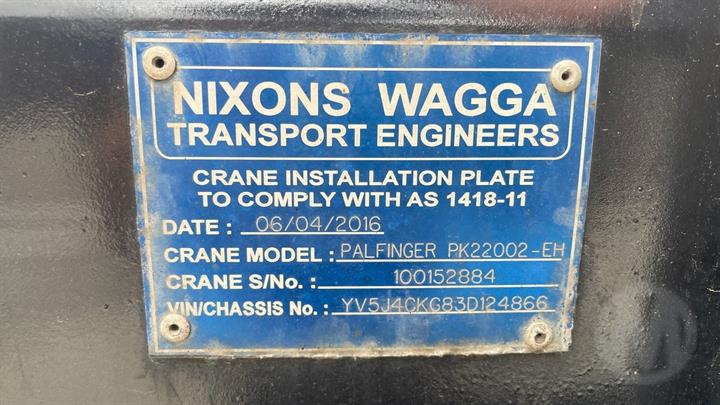 NIXONS WAGGA
TRANSPORT ENGINEERS
CRANE INSTALLATION PLATE
TO COMPLY WITH AS 1418-11
DATE : 06/04/2016
CRANE MODEL : PALFINGER PK22002-EH
CRANE S/No. : 100152884
VIN/CHASSIS No. : YV5J4CKG83D124866